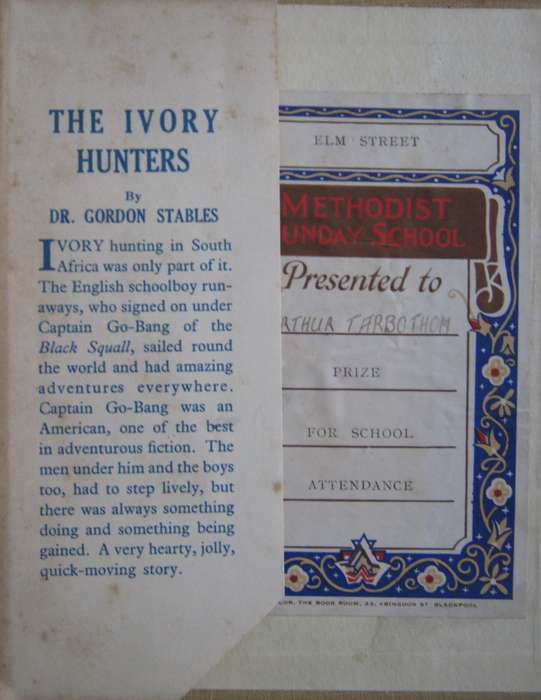 THE IVORY
HUNTERS
By
DR. GORDON STABLES
IVORY hunting in South
Africa was only part of it.
The English schoolboy run-
aways, who signed on under
Captain Go-Bang of the
Black Squall, sailed round
the world and had amazing
adventures everywhere.
Captain Go-Bang was an
American, one of the best
in adventurous fiction. The
men under him and the boys
too, had to step lively, but
there was always something
doing and something being
gained. A very hearty, jolly,
quick-moving story.
ELM STREET
METHODIST
UNDAY SCHOOL
Presented to
RTHUR TARBOTHOM
PRIZE
FOR SCHOOL
ATTENDANCE
THE BOOK ROOM, 23, ABINGDON ST BLACKPOOL